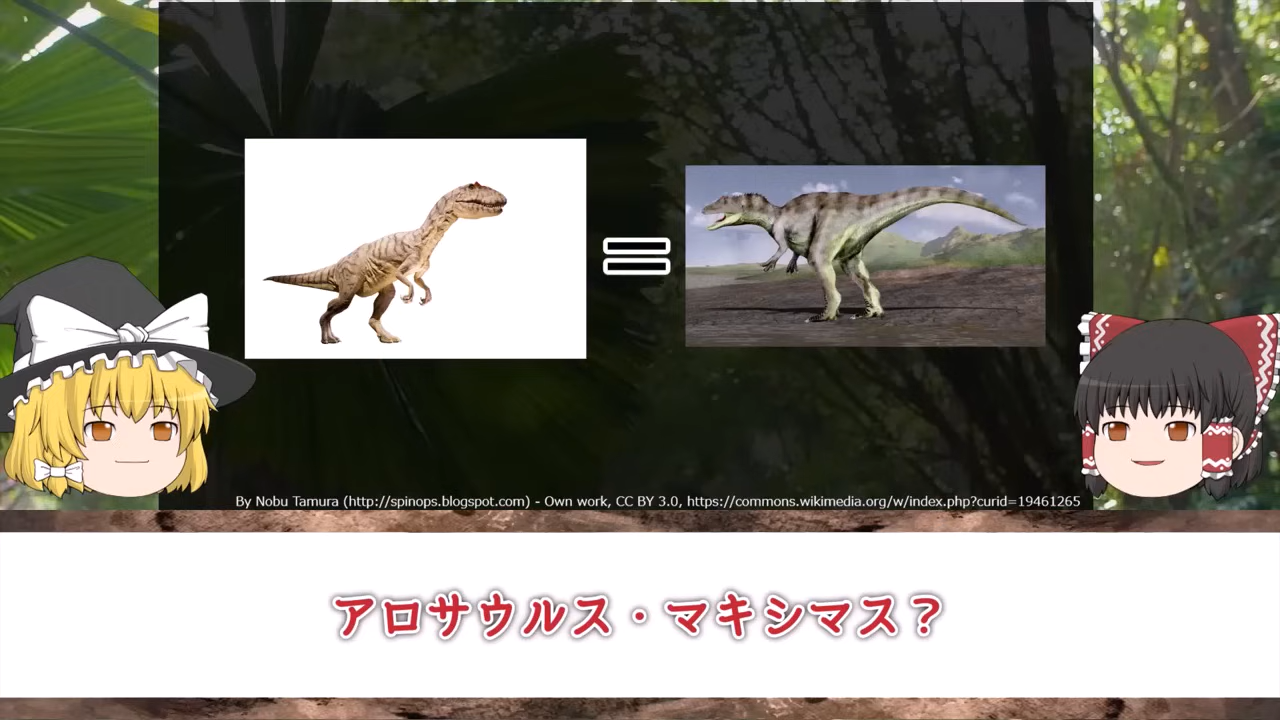 By Nobu Tamura (http://spinops.blogspot.com) - Own work, CC BY 3.0, https://commons.wikimedia.org/w/index.php?curid=19461265
アロサウルス・マキシマス？